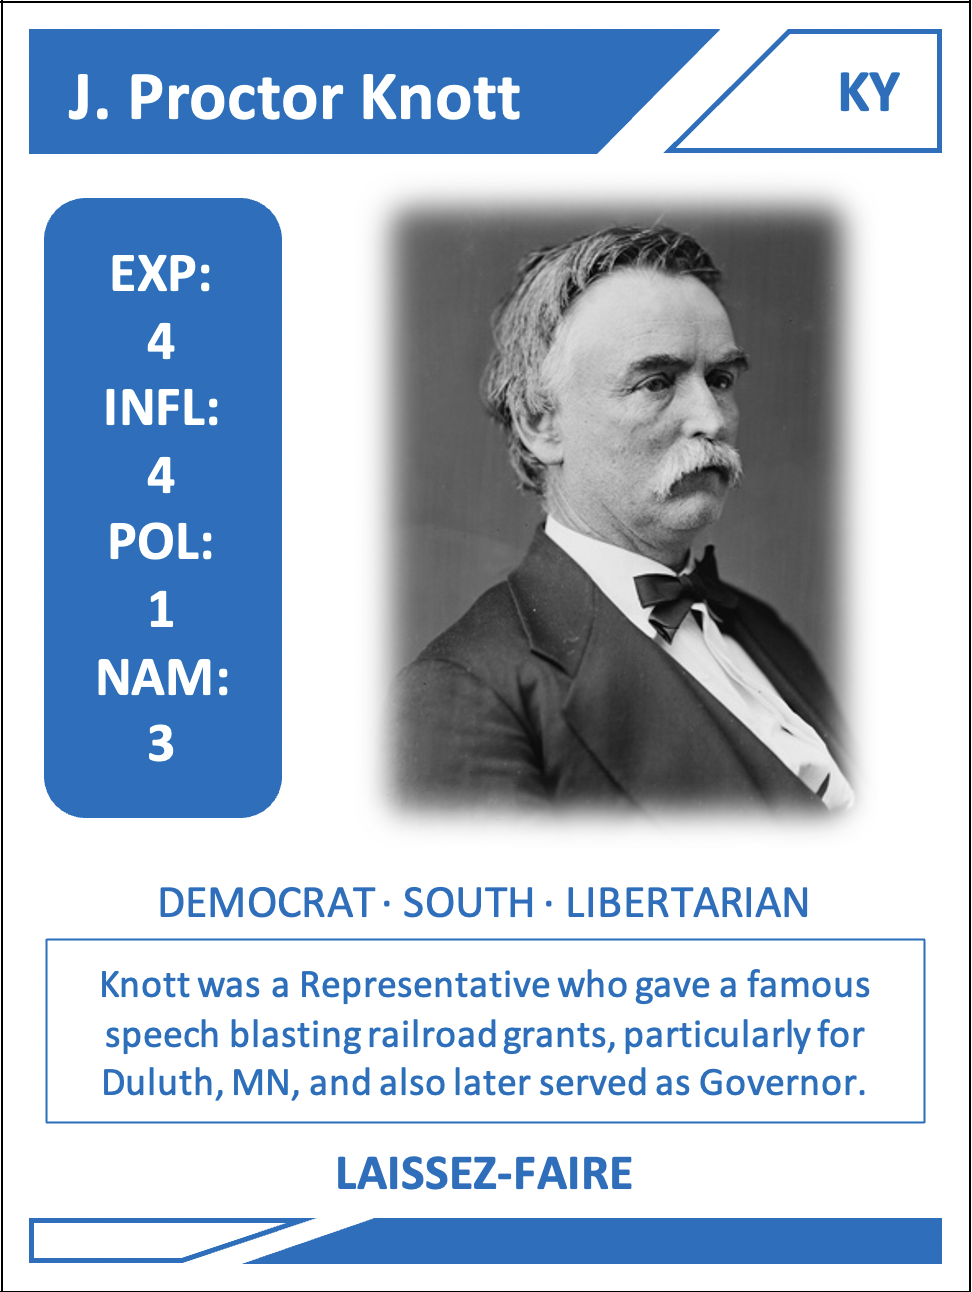 J. Proctor Knott
KY
EXP:
4
INFL:
4
POL:
1
NAM:
3
DEMOCRAT · SOUTH · LIBERTARIAN
Knott was a Representative who gave a famous
speech blasting railroad grants, particularly for
Duluth, MN, and also later served as Governor.
LAISSEZ-FAIRE